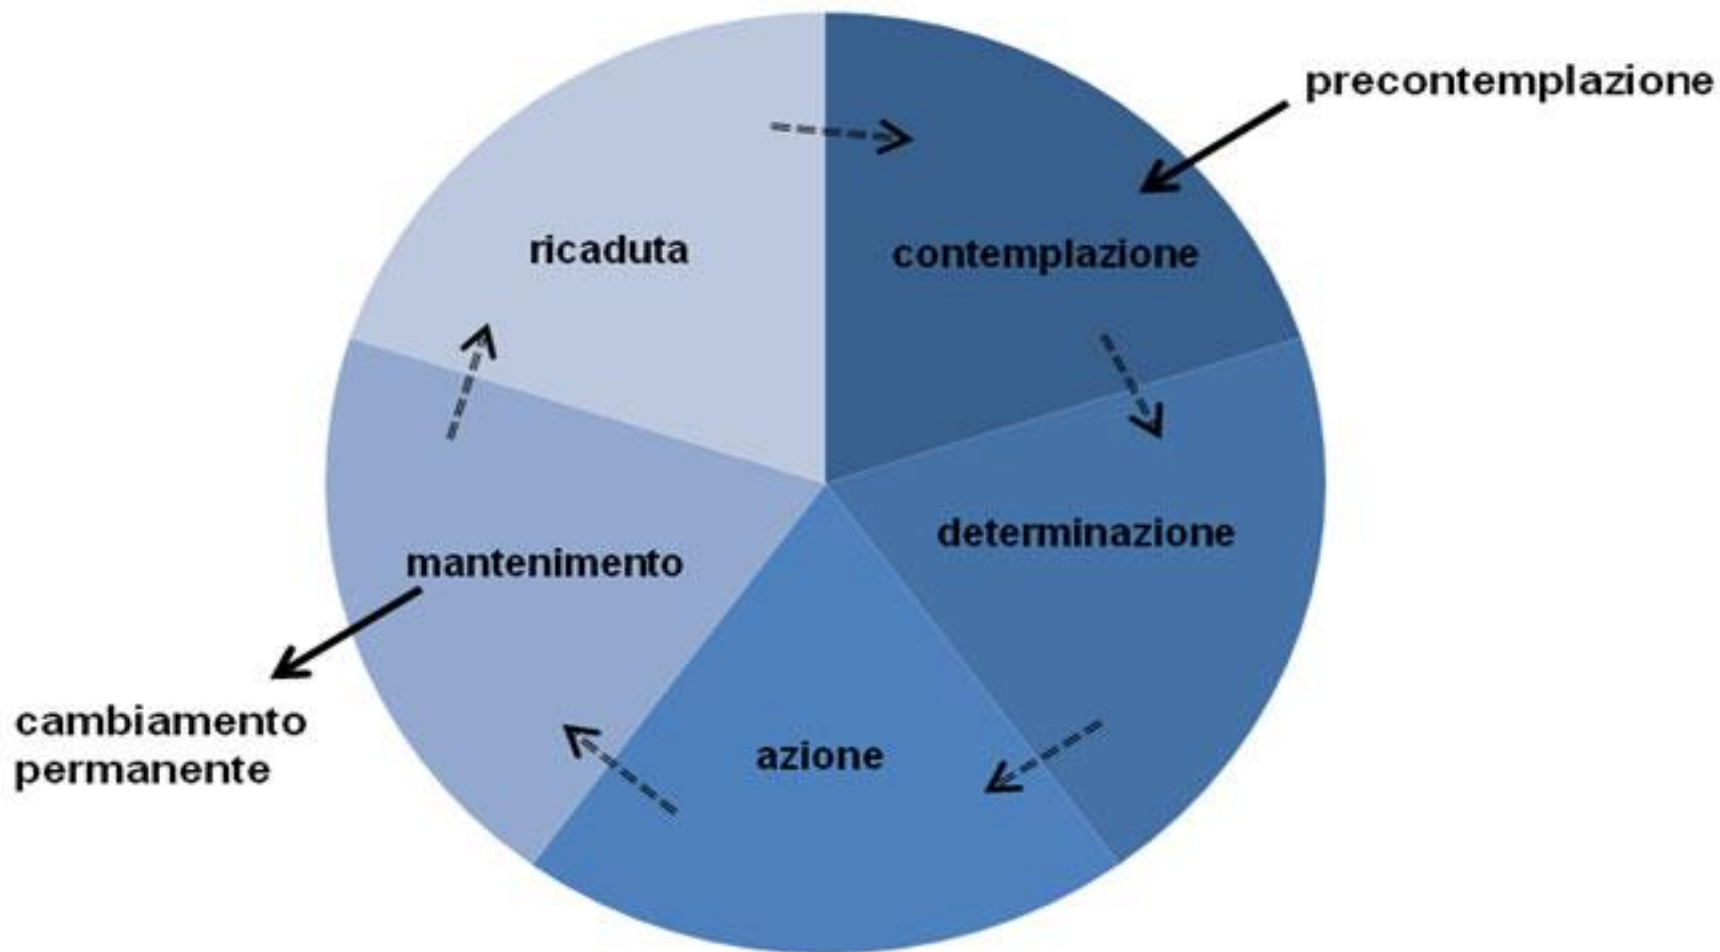 precontemplazione
ricaduta
contemplazione
determinazione
mantenimento
azione
cambiamento
permanente